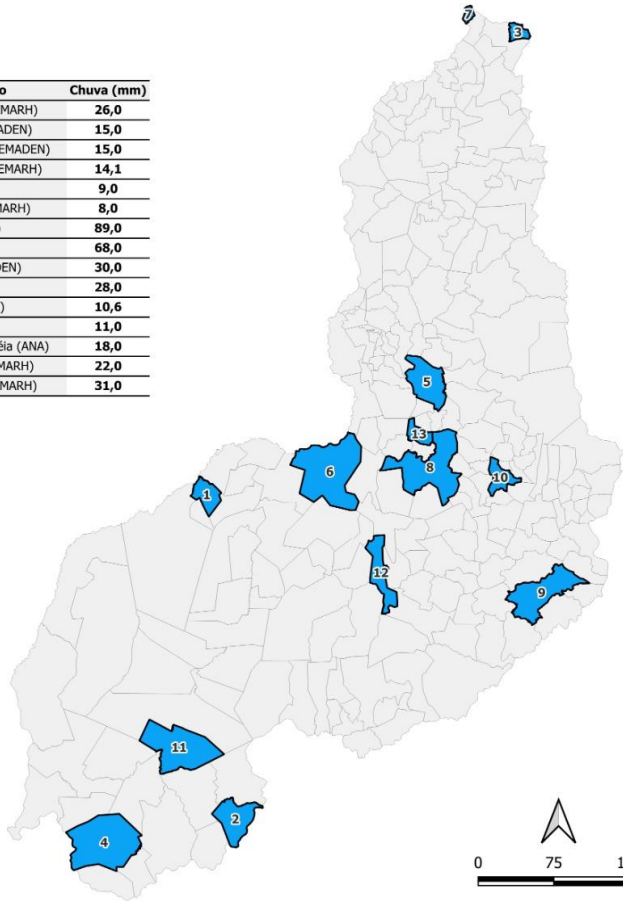 7
3
o Chuva (mm)
MARH) 26,0
ADEN) 15,0
EMADEN) 15,0
EMARH) 14,1
9,0
MARH) 8,0
) 89,0
68,0
DEN) 30,0
28,0
) 10,6
11,0
éia (ANA) 18,0
MARH) 22,0
MARH) 31,0
5
13
8
6
10
1
12
9
11
2
4
0 75 1